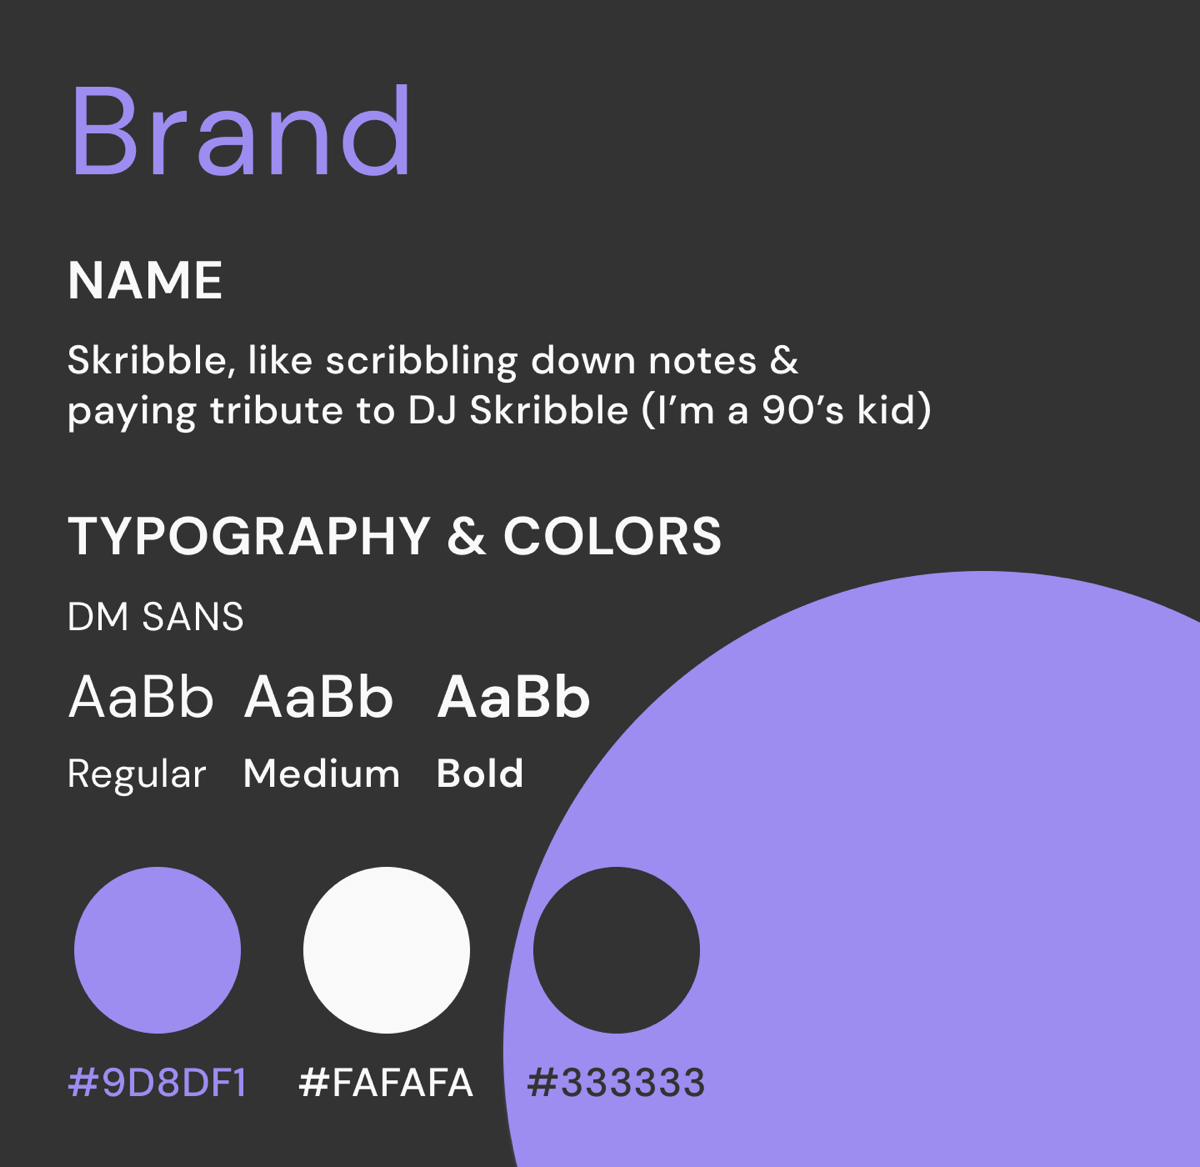 Brand
NAME
Skribble, like scribbling down notes &
paying tribute to DJ Skribble (I’m a 90’s kid)
TYPOGRAPHY & COLORS
DM SANS
AaBb AaBb AaBb
Regular Medium Bold
#9D8DF1 #FAFAFA #333333